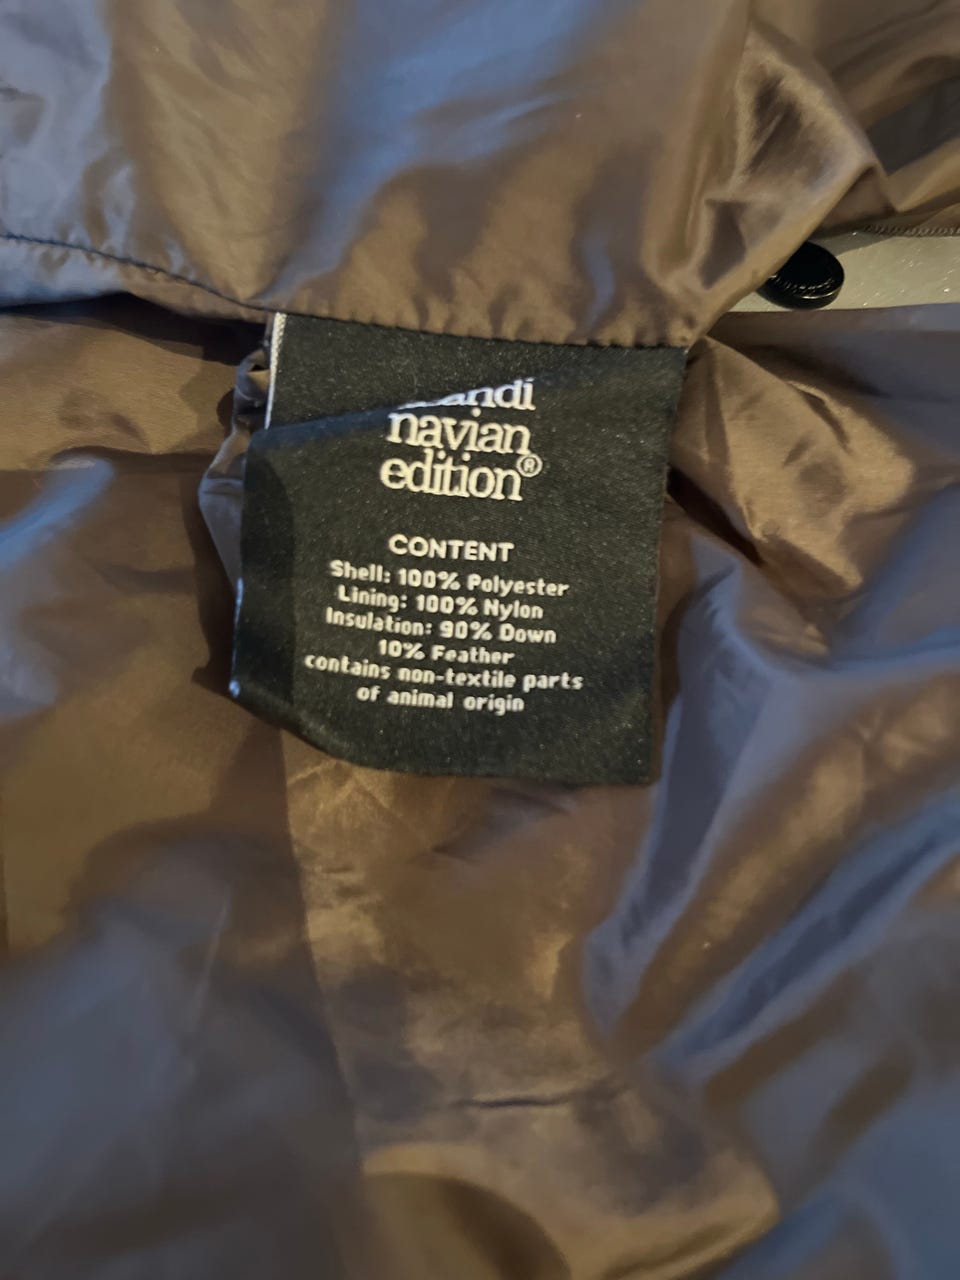 navian
edition®
CONTENT
Shell: 100% Polyester
Lining: 100% Nylon
Insulation: 90% Down
10% Feather
contains non-textile parts
of animal origin